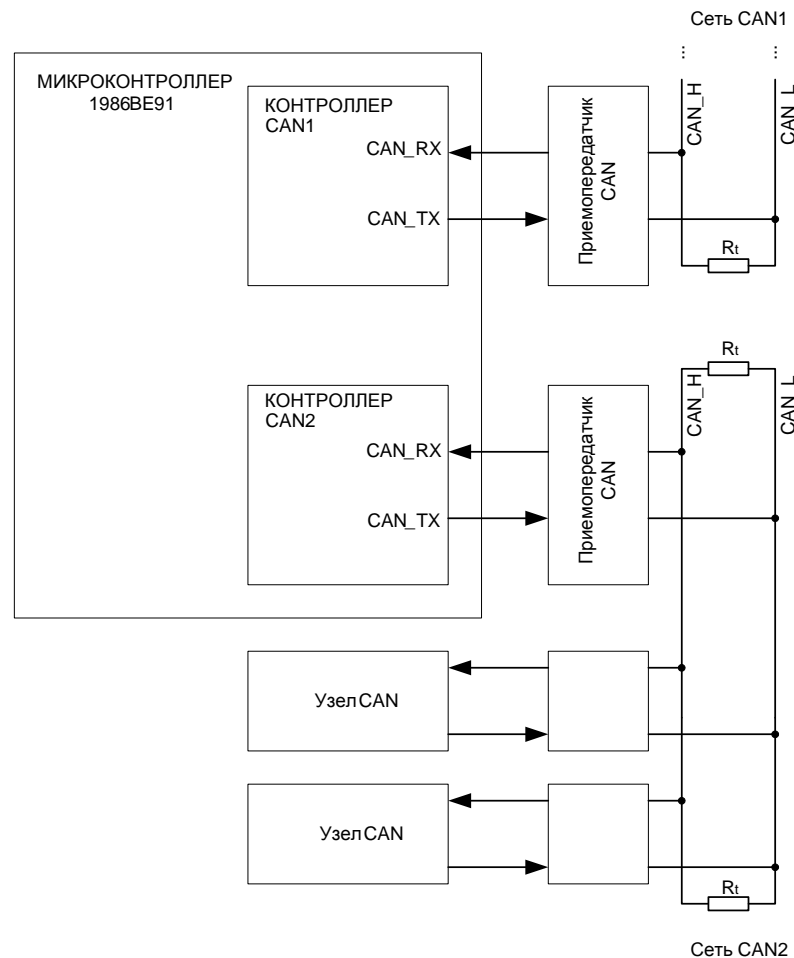 Сеть CAN1
...
...
МИКРОКОНТРОЛЛЕР
1986ВЕ91
КОНТРОЛЛЕР
CAN1
CAN_RX
CAN_TX
Приемопередатчик
CAN
CAN_H
CAN_L
Rt
Rt
КОНТРОЛЛЕР
CAN2
CAN_RX
CAN_TX
Приемопередатчик
CAN
CAN_H
CAN_L
Узел CAN
Узел CAN
Rt
Сеть CAN2